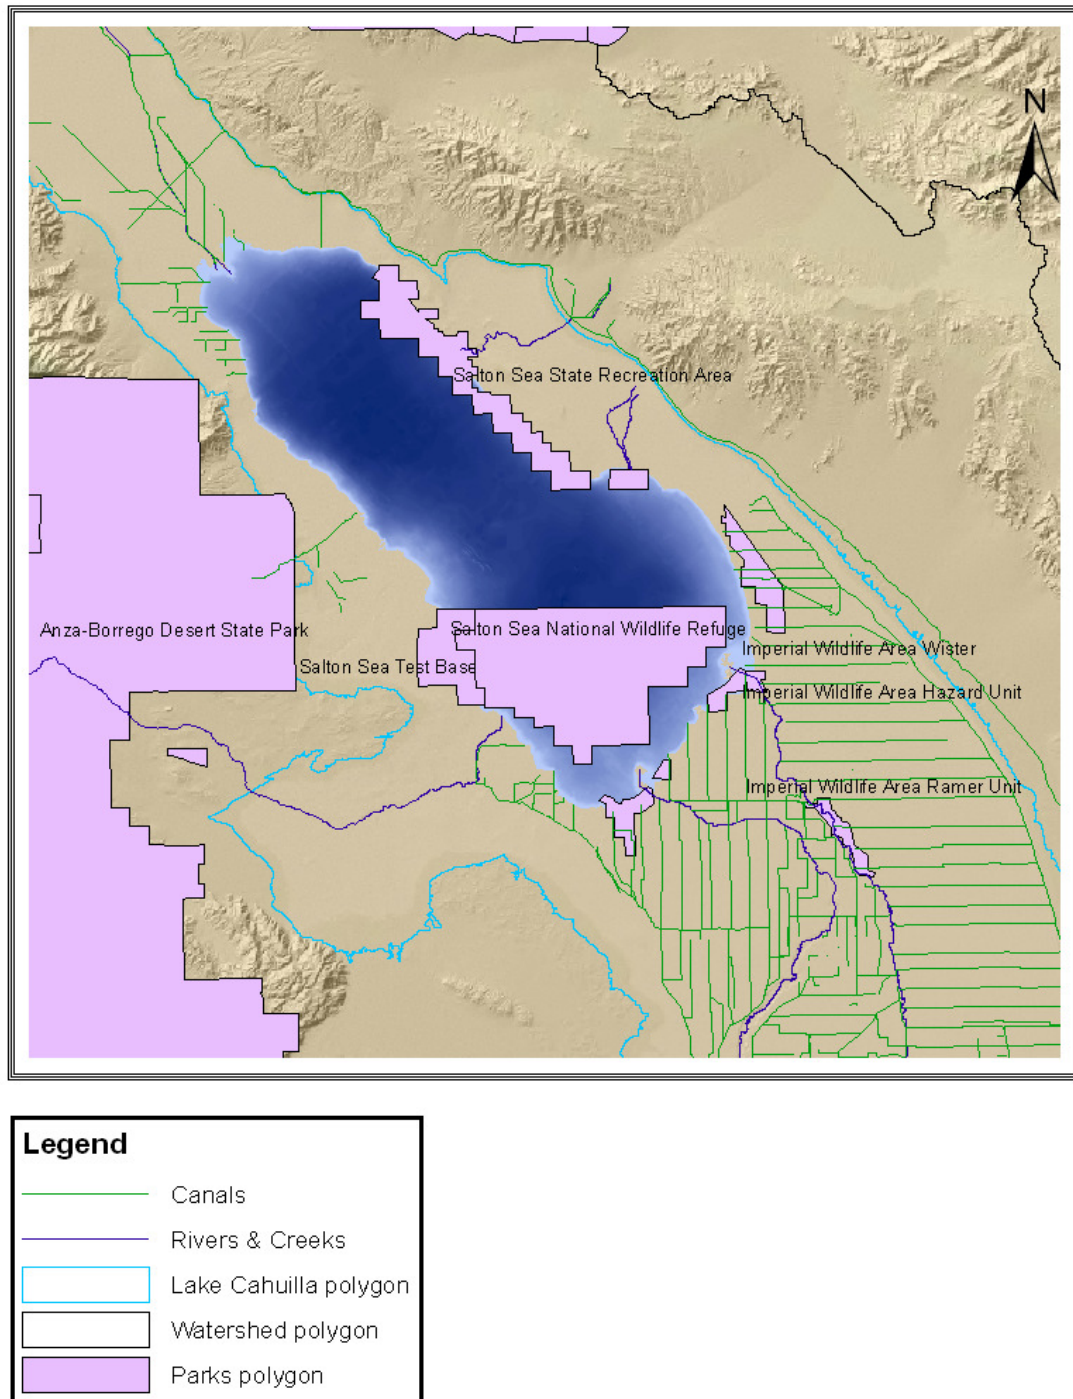 N
Salton Sea State Recreation Area
Anza-Borrego Desert State Park
Salton Sea National Wildlife Refuge
Imperial Wildlife Area Wister
Salton Sea Test Base
Imperial Wildlife Area Hazard Unit
Imperial Wildlife Area Ramer Unit
Legend
Canals
Rivers & Creeks
Lake Cahuilla polygon
Watershed polygon
Parks polygon